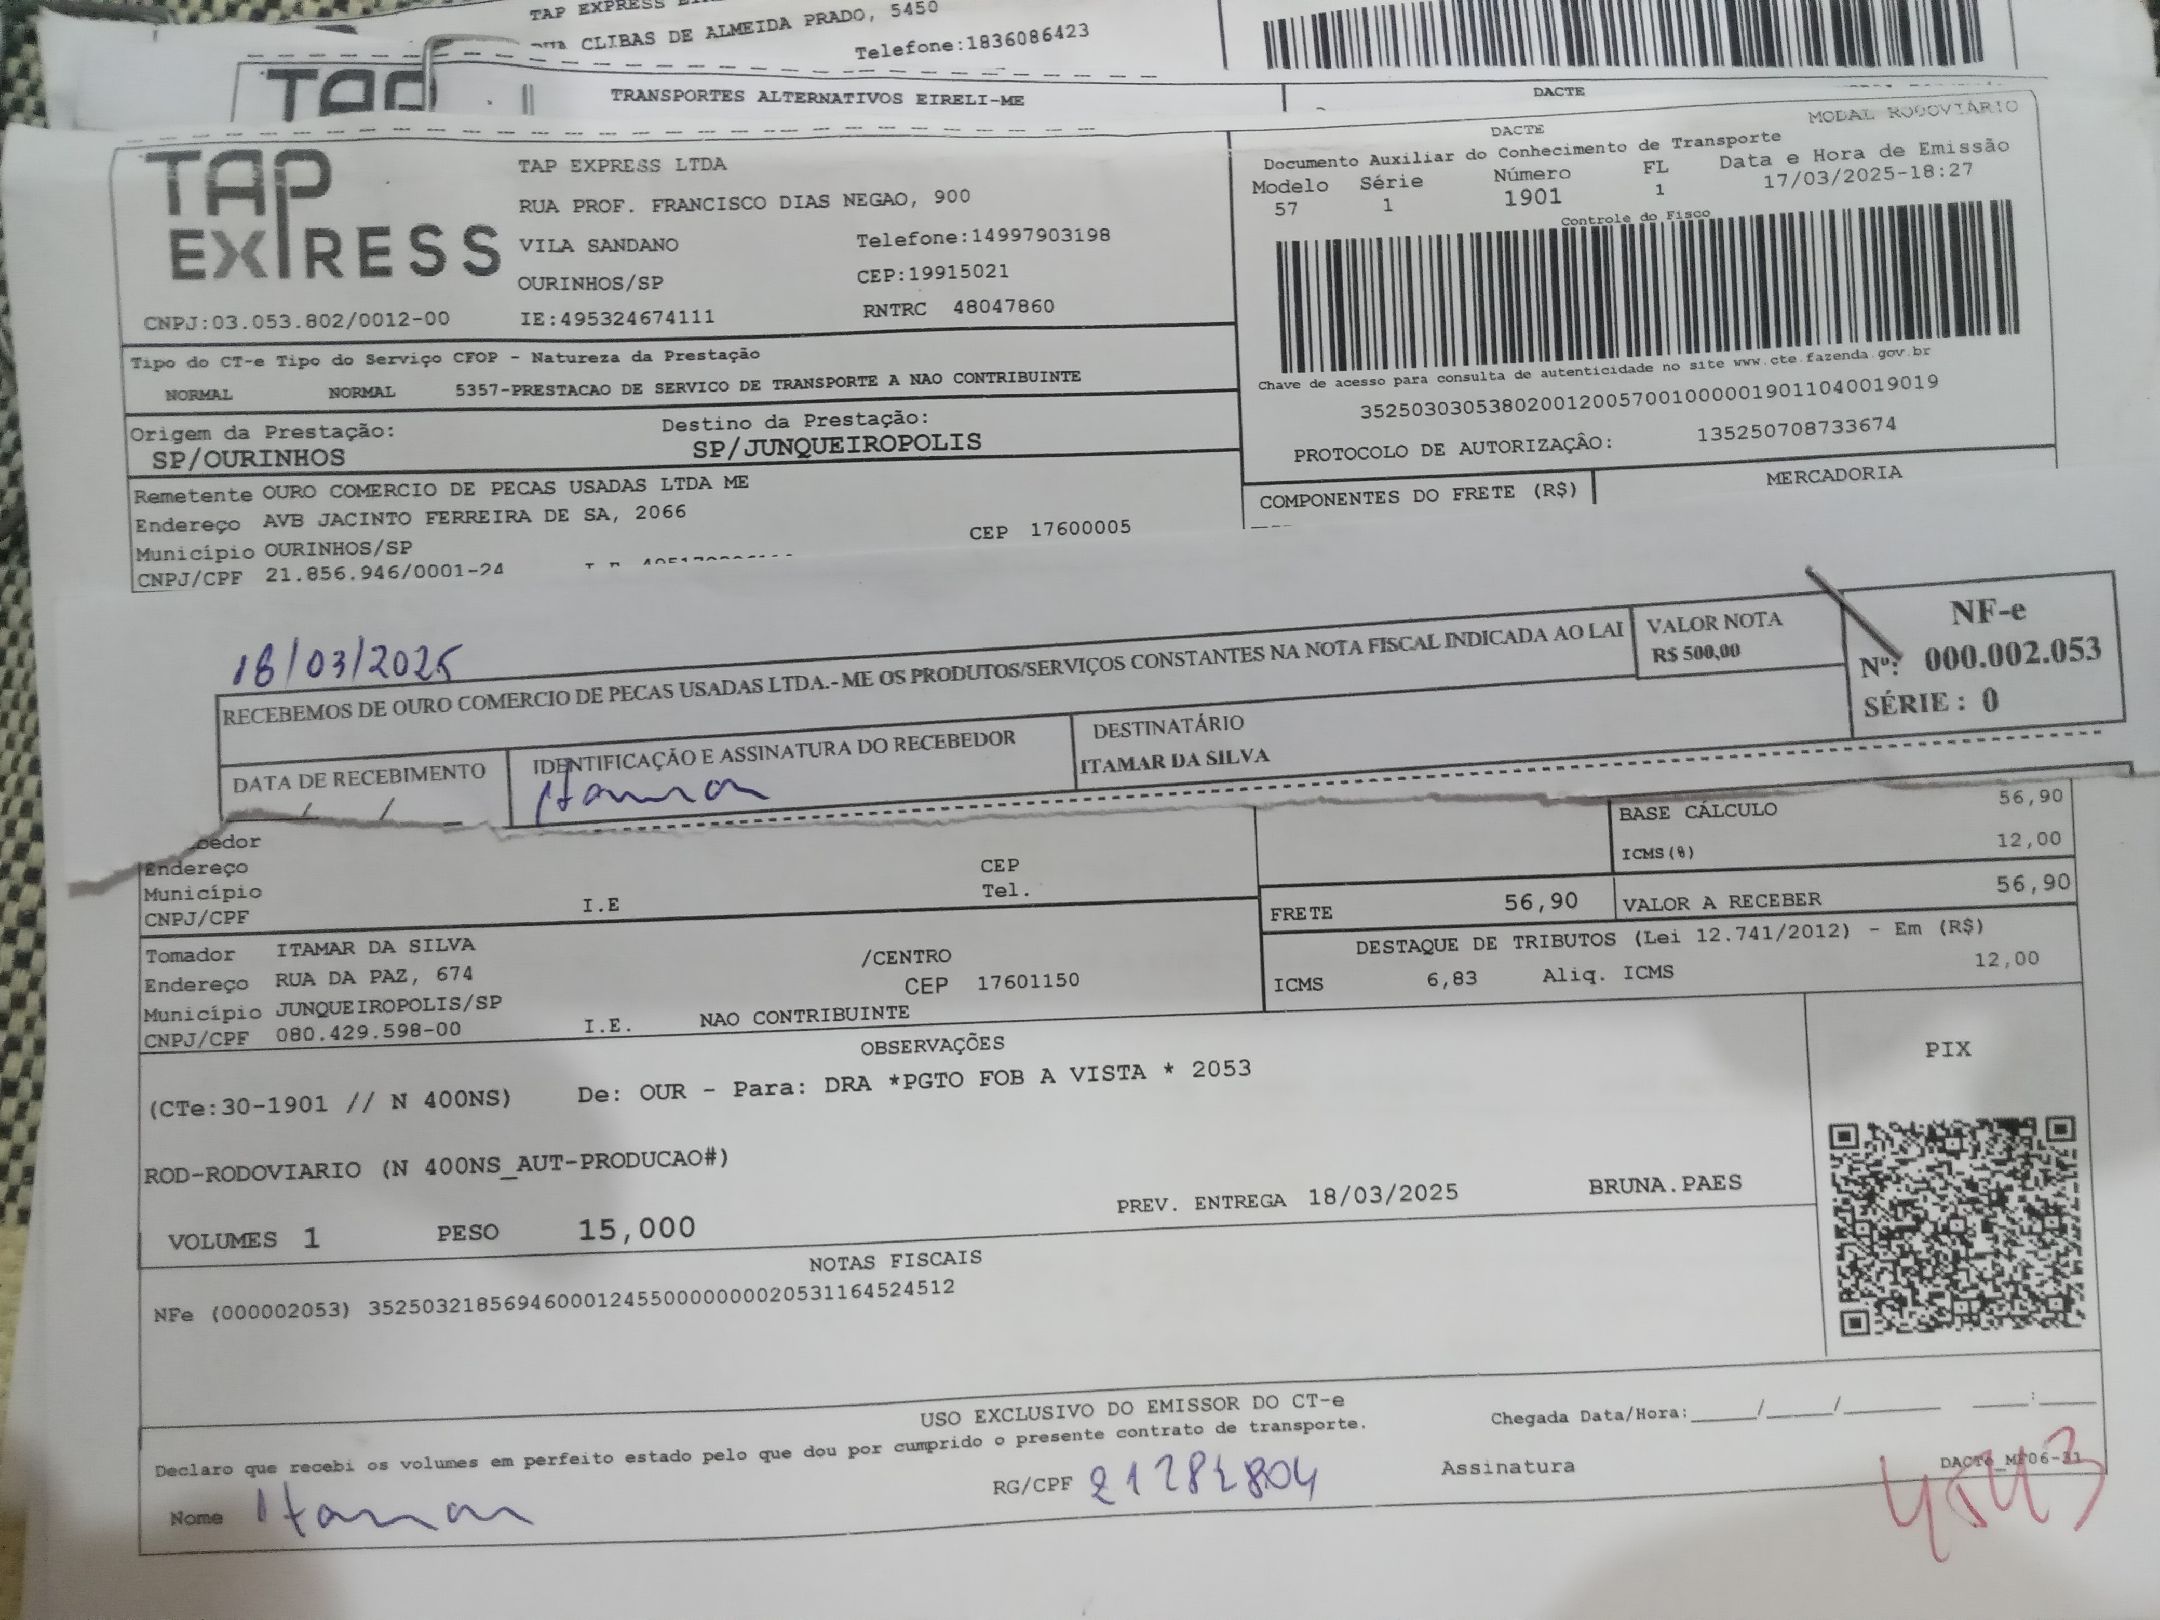 TAP EXPRESS
CLIBAS DE ALMEIDA PRADO, 5450
Telefone:1836086423
TAP
TRANSPORTES ALTERNATIVOS EIRELI-ME
DACTE
TAP EXPRESS
TAP EXPRESS LTDA
RUA PROF. FRANCISCO DIAS NEGAO, 900
VILA SANDANO
Telefone:14997903198
OURINHOS/SP
CEP:19915021
CNPJ:03.053.802/0012-00
IE:495324674111
RNTRC 48047860
DACTE
MODAL RODOVIÁRIO
Documento Auxiliar do Conhecimento de Transporte
Modelo Série Número FL Data e Hora de Emissão
57 1 1901 1 17/03/2025-18:27
Controle do Fisco
Chave de acesso para consulta de autenticidade no site www.cte.fazenda.gov.br
35250303053802001200570010000019011040019019
PROTOCOLO DE AUTORIZAÇÂO: 135250708733674
Tipo do CT-e Tipo do Serviço CFOP - Natureza da Prestação
NORMAL NORMAL 5357-PRESTACAO DE SERVICO DE TRANSPORTE A NAO CONTRIBUINTE
Origem da Prestação: Destino da Prestação:
SP/OURINHOS SP/JUNQUEIROPOLIS
Remetente OURO COMERCIO DE PECAS USADAS LTDA ME
Endereço AVB JACINTO FERREIRA DE SA, 2066
Município OURINHOS/SP CEP 17600005
CNPJ/CPF 21.856.946/0001-24
COMPONENTES DO FRETE (R$) MERCADORIA
18/03/2025
RECEBEMOS DE OURO COMERCIO DE PECAS USADAS LTDA.- ME OS PRODUTOS/SERVIÇOS CONSTANTES NA NOTA FISCAL INDICADA AO LAI
VALOR NOTA
R$ 500,00
NF-e
Nº: 000.002.053
SÉRIE : 0
DATA DE RECEBIMENTO
/ /
IDENTIFICAÇÃO E ASSINATURA DO RECEBEDOR
Itamar
DESTINATÁRIO
ITAMAR DA SILVA
bedor
Endereço CEP
Município Tel.
CNPJ/CPF I.E
BASE CÁLCULO 56,90
ICMS(%) 12,00
FRETE 56,90 VALOR A RECEBER 56,90
DESTAQUE DE TRIBUTOS (Lei 12.741/2012) - Em (R$)
ICMS 6,83 Aliq. ICMS 12,00
Tomador ITAMAR DA SILVA
Endereço RUA DA PAZ, 674 /CENTRO
Município JUNQUEIROPOLIS/SP CEP 17601150
CNPJ/CPF 080.429.598-00 I.E. NAO CONTRIBUINTE
OBSERVAÇÕES
(CTe:30-1901 // N 400NS) De: OUR - Para: DRA *PGTO FOB A VISTA * 2053
ROD-RODOVIARIO (N 400NS_AUT-PRODUCAO#)
PREV. ENTREGA 18/03/2025 BRUNA.PAES
VOLUMES 1 PESO 15,000
PIX
NOTAS FISCAIS
NFe (000002053) 35250321856946000124550000000020531164524512
USO EXCLUSIVO DO EMISSOR DO CT-e
Declaro que recebi os volumes em perfeito estado pelo que dou por cumprido o presente contrato de transporte.
Chegada Data/Hora:_____/_____/_______ ____:____
Nome Itamar
RG/CPF
Assinatura